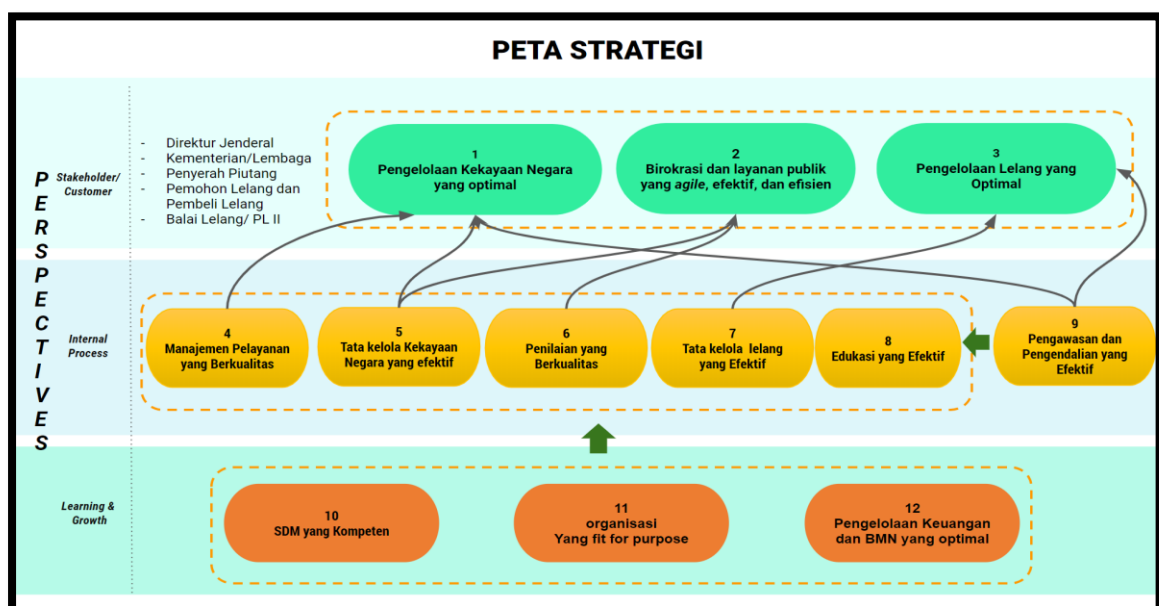 PETA STRATEGI
PERSPECTIVES
Stakeholder/
Customer
- Direktur Jenderal
- Kementerian/Lembaga
- Penyerah Piutang
- Pemohon Lelang dan
Pembeli Lelang
- Balai Lelang/ PL II
1
Pengelolaan Kekayaan Negara
yang optimal
2
Birokrasi dan layanan publik
yang agile, efektif, dan efisien
3
Pengelolaan Lelang yang
Optimal
Internal
Process
4
Manajemen Pelayanan
yang Berkualitas
5
Tata kelola Kekayaan
Negara yang efektif
6
Penilaian yang
Berkualitas
7
Tata kelola lelang
yang Efektif
8
Edukasi yang Efektif
9
Pengawasan dan
Pengendalian yang
Efektif
Learning &
Growth
10
SDM yang Kompeten
11
organisasi
Yang fit for purpose
12
Pengelolaan Keuangan
dan BMN yang optimal